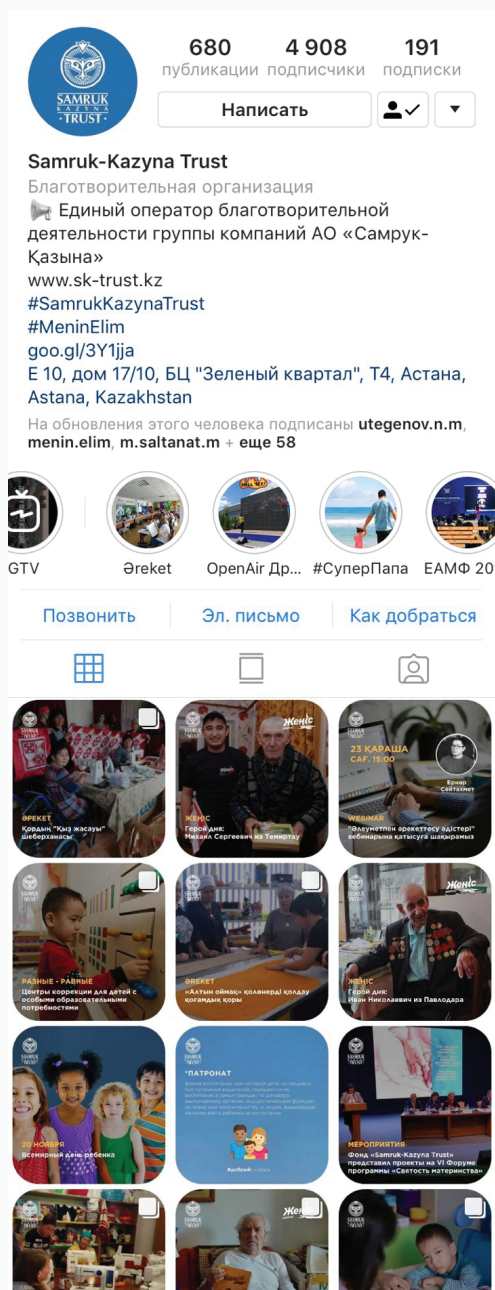 680
4 908
191
публикации
подписчики
подписки
SAMRUK
KAZYNA
·TRUST·
Написать
Samruk-Kazyna Trust
Благотворительная организация
Единый оператор благотворительной
деятельности группы компаний АО «Самрук-
Қазына»
www.sk-trust.kz
#SamrukKazynaTrust
#MeninElim
goo.gl/3Y1jja
Е 10, дом 17/10, БЦ "Зеленый квартал", Т4, Астана,
Astana, Kazakhstan
На обновления этого человека подписаны utegenov.n.m,
menin.elim, m.saltanat.m + еще 58
GTV
Әreket
OpenAir Др...
#СуперПапа
ЕАМФ 20
Позвонить
Эл. письмо
Как добраться
ӘРЕКЕТ
Қордың "Қыз жасауы"
шеберханасы
Жеңіс
ЖЕҢІС
Герой дня:
Михаил Сергеевич из Темиртау
23 ҚАРАША
САҒ. 15:00
Ернар
Сейтахмет
WEBINAR
"Әлеуметпен әрекеттесу әдістері"
вебинарына қатысуға шақырамыз
РАЗНЫЕ - РАВНЫЕ
Центры коррекции для детей с
особыми образовательными
потребностями
ӘREKET
«Алтын оймақ» қолөнерді қолдау
қоғамдық қоры
Жеңіс
ЖЕҢІС
Герой дня:
Иван Николаевич из Павлодара
20 НОЯБРЯ
Всемирный день ребенка
*ПАТРОНАТ
МЕРОПРИЯТИЯ
Фонд «Samruk-Kazyna Trust»
представил проекты на VI Форуме
программы «Святость материнства»